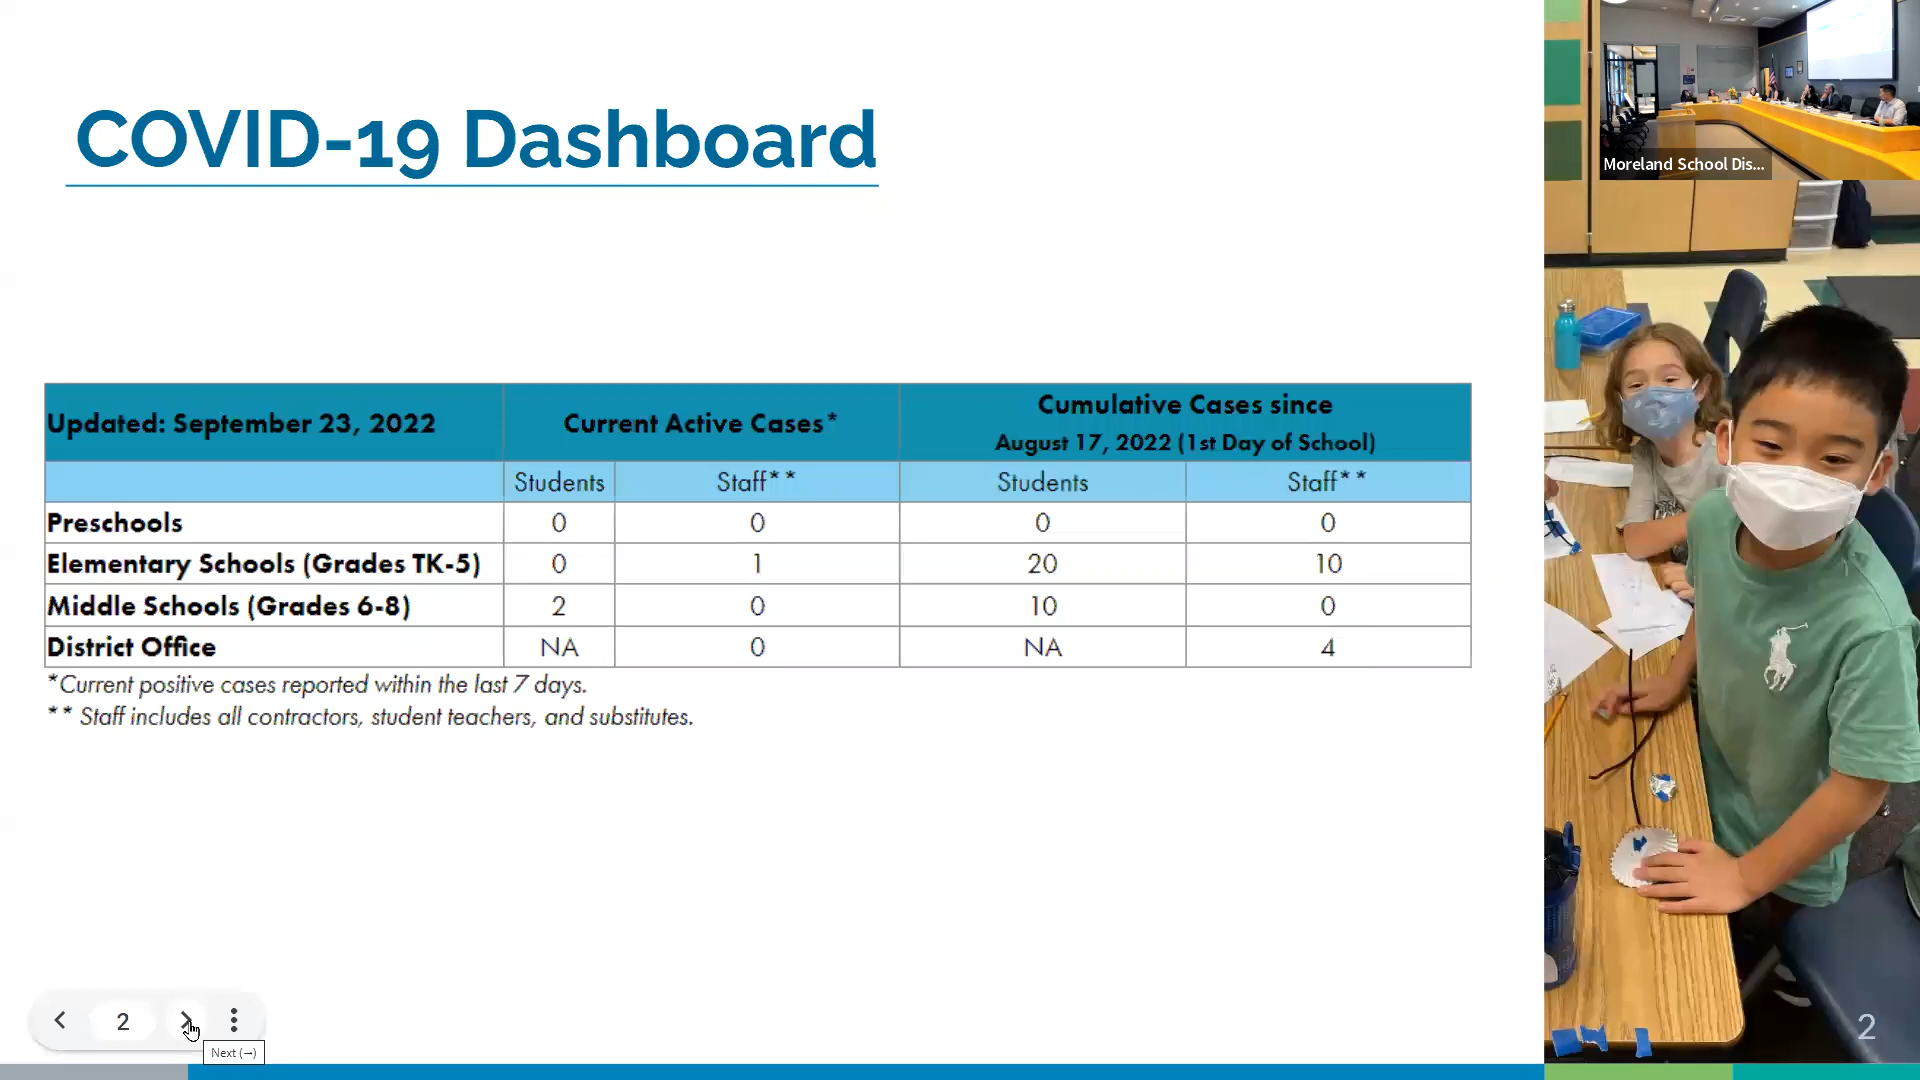 COVID-19 Dashboard
Moreland School Dis...
Updated: September 23, 2022 Current Active Cases* Cumulative Cases since
August 17, 2022 (1st Day of School)
Students Staff** Students Staff**
Preschools 0 0 0 0
Elementary Schools (Grades TK-5) 0 1 20 10
Middle Schools (Grades 6-8) 2 0 10 0
District Office NA 0 NA 4
*Current positive cases reported within the last 7 days.
** Staff includes all contractors, student teachers, and substitutes.
2
Next (→)
2